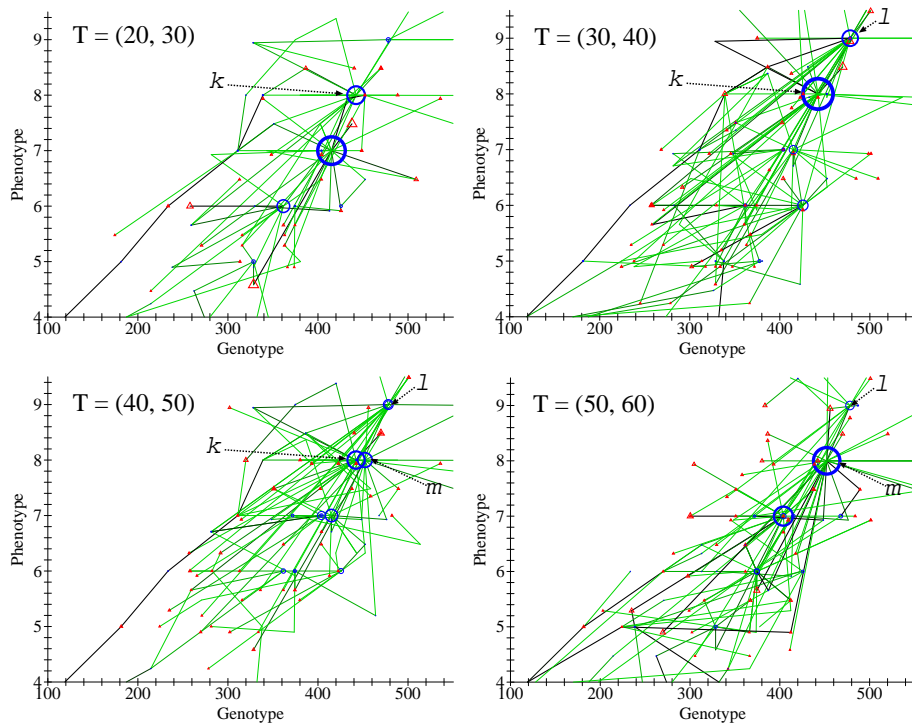 T = (20, 30)
k
Phenotype
9
8
7
6
5
4
100
200
300
400
500
Genotype
T = (30, 40)
l
k
Phenotype
9
8
7
6
5
4
100
200
300
400
500
Genotype
T = (40, 50)
l
k
m
Phenotype
9
8
7
6
5
4
100
200
300
400
500
Genotype
T = (50, 60)
l
m
Phenotype
9
8
7
6
5
4
100
200
300
400
500
Genotype